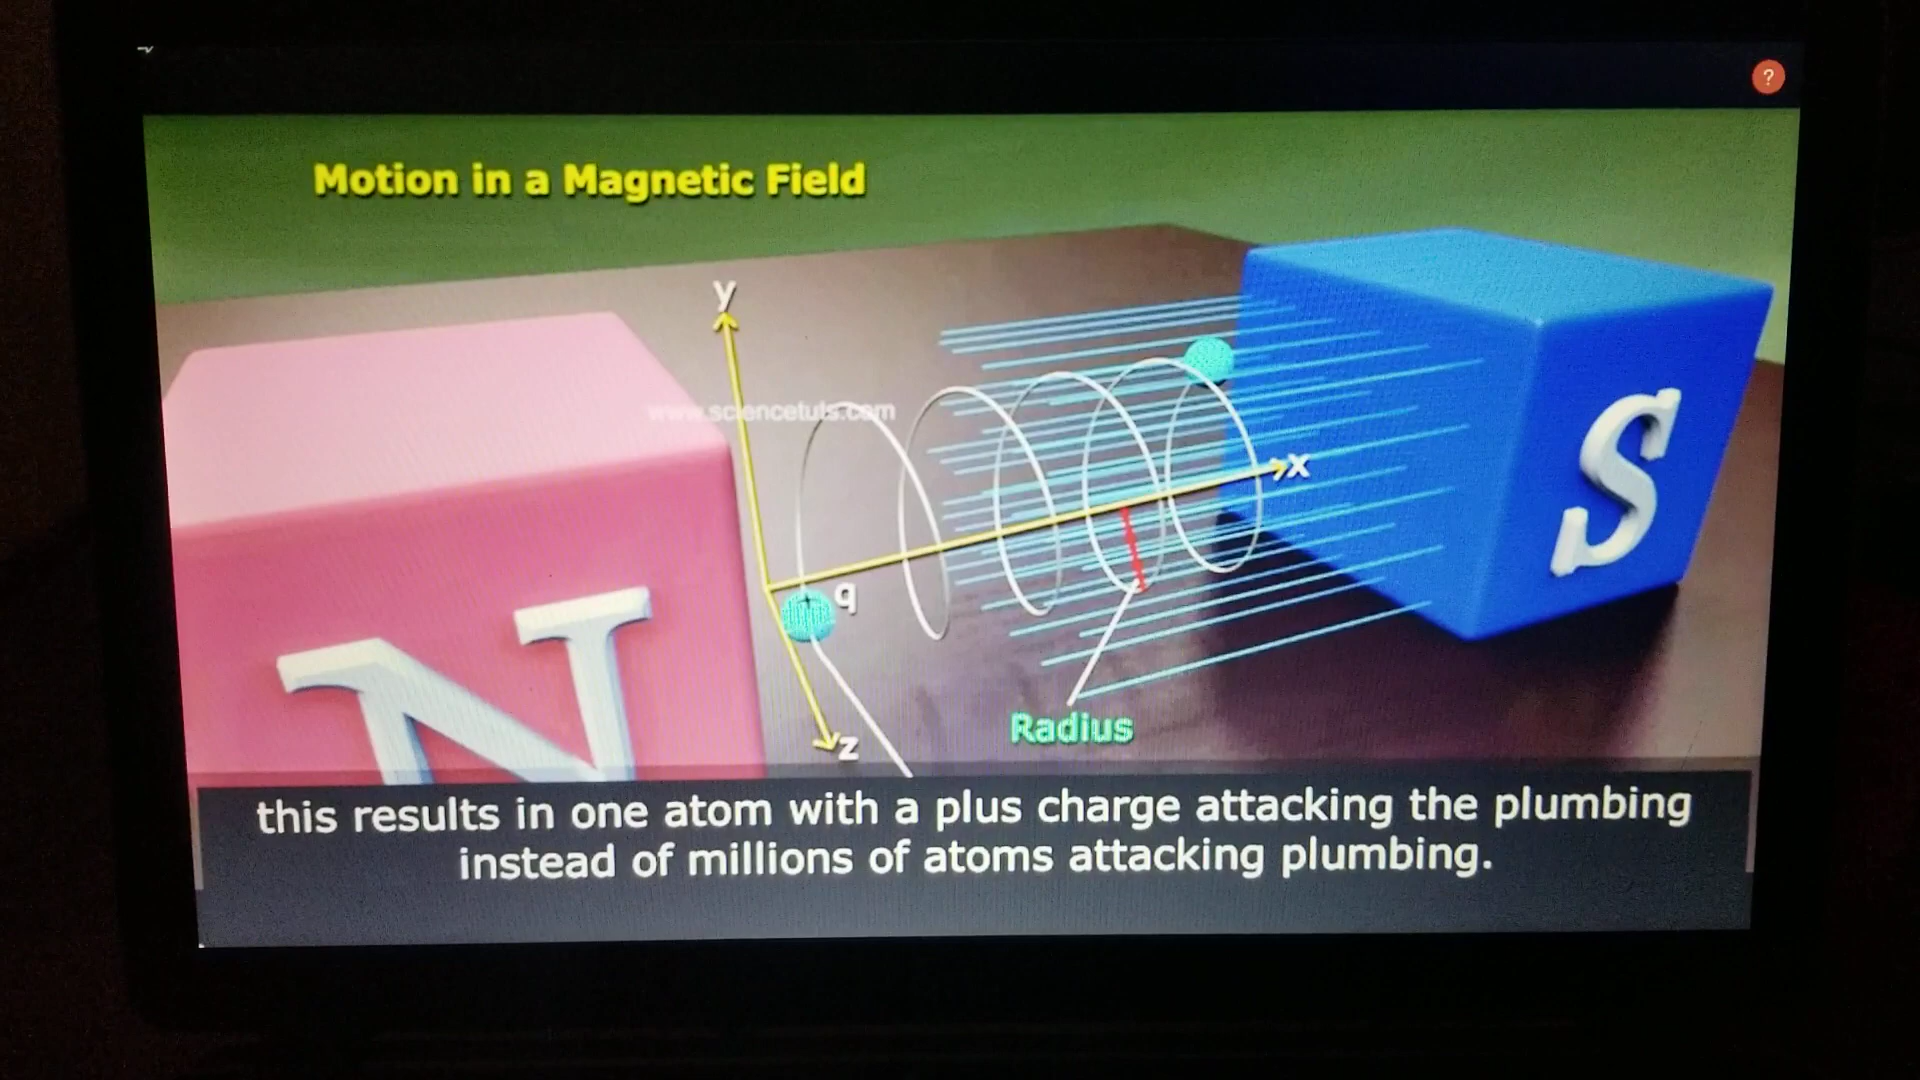 ?
Motion in a Magnetic Field
y
www.sciencetuts.com
x
S
q
N
Radius
z
this results in one atom with a plus charge attacking the plumbing
instead of millions of atoms attacking plumbing.